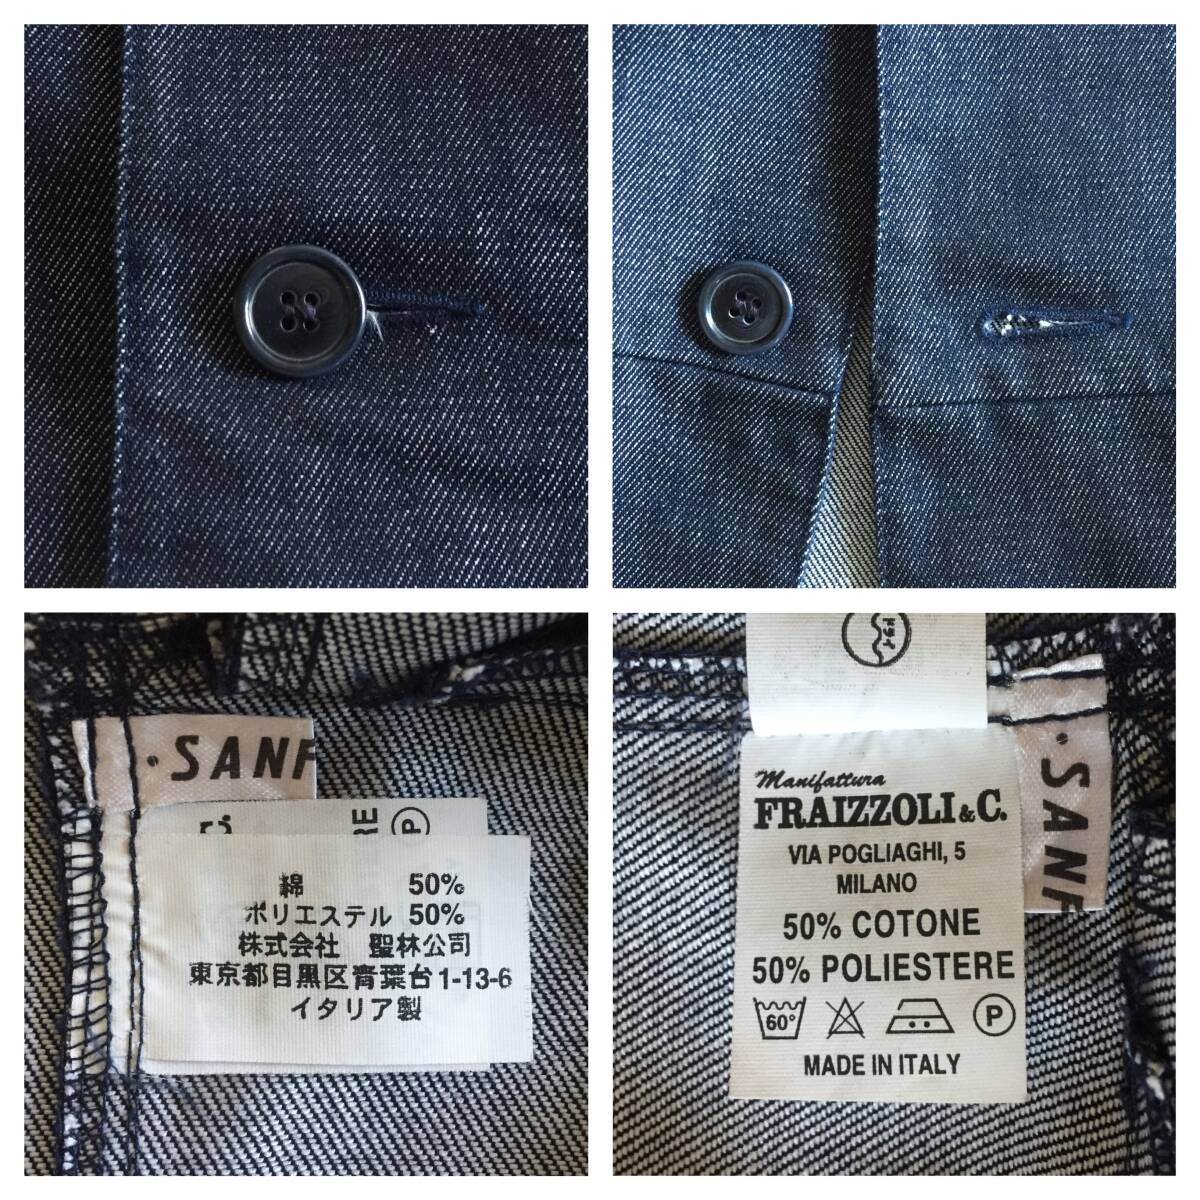 ・SANF
RE
P
綿 50%
ポリエステル 50%
株式会社 聖林公司
東京都目黒区青葉台1-13-6
イタリア製
Manifattura
FRAIZZOLI & C.
VIA POGLIAGHI, 5
MILANO
50% COTONE
50% POLIESTERE
60° P
MADE IN ITALY
・SANF